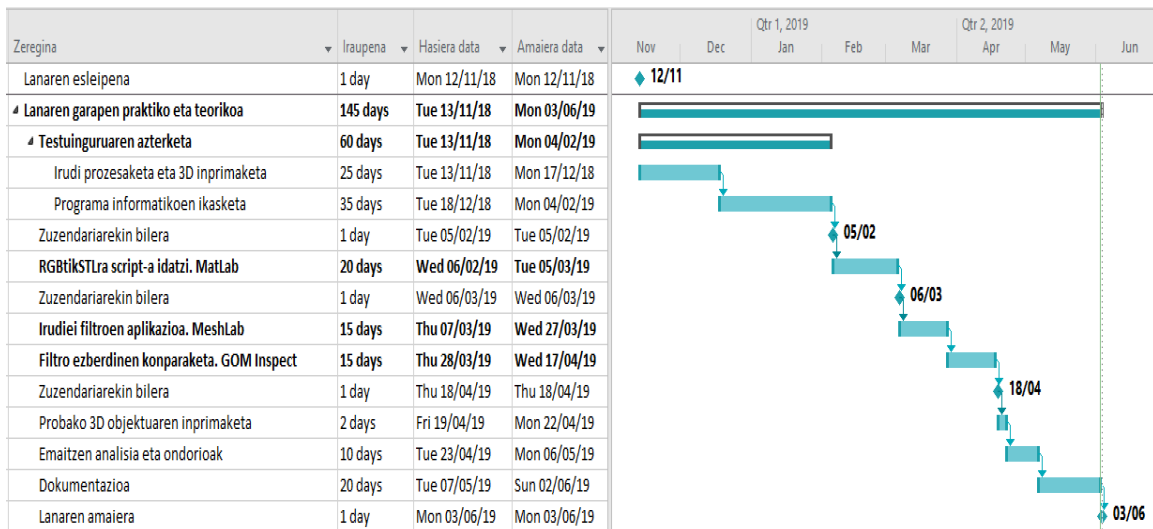 Qtr 1, 2019 Qtr 2, 2019
Zeregina Iraupena Hasiera data Amaiera data Nov Dec Jan Feb Mar Apr May Jun
Lanaren esleipena 1 day Mon 12/11/18 Mon 12/11/18 12/11
Lanaren garapen praktiko eta teorikoa 145 days Tue 13/11/18 Mon 03/06/19
Testuinguruaren azterketa 60 days Tue 13/11/18 Mon 04/02/19
Irudi prozesaketa eta 3D inprimaketa 25 days Tue 13/11/18 Mon 17/12/18
Programa informatikoen ikasketa 35 days Tue 18/12/18 Mon 04/02/19
Zuzendariarekin bilera 1 day Tue 05/02/19 Tue 05/02/19 05/02
RGBtikSTLra script-a idatzi. MatLab 20 days Wed 06/02/19 Tue 05/03/19
Zuzendariarekin bilera 1 day Wed 06/03/19 Wed 06/03/19 06/03
Irudiei filtroen aplikazioa. MeshLab 15 days Thu 07/03/19 Wed 27/03/19
Filtro ezberdinen konparaketa. GOM Inspect 15 days Thu 28/03/19 Wed 17/04/19
Zuzendariarekin bilera 1 day Thu 18/04/19 Thu 18/04/19 18/04
Probako 3D objektuaren inprimaketa 2 days Fri 19/04/19 Mon 22/04/19
Emaitzen analisia eta ondorioak 10 days Tue 23/04/19 Mon 06/05/19
Dokumentazioa 20 days Tue 07/05/19 Sun 02/06/19
Lanaren amaiera 1 day Mon 03/06/19 Mon 03/06/19 03/06